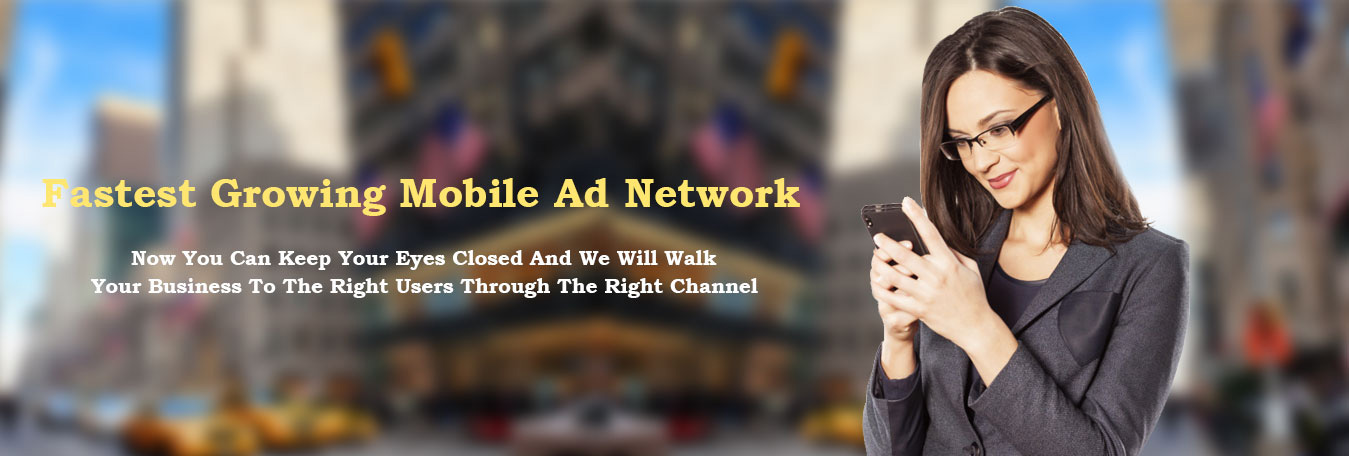 Fastest Growing Mobile Ad Network
Now You Can Keep Your Eyes Closed And We Will Walk
Your Business To The Right Users Through The Right Channel